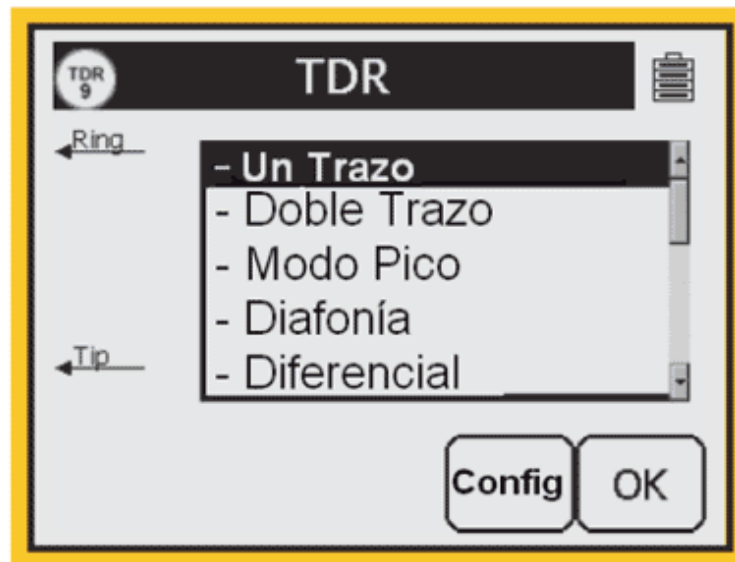 TDR
9
TDR
Ring
- Un Trazo
- Doble Trazo
- Modo Pico
- Diafonía
- Diferencial
Tip
Config
OK